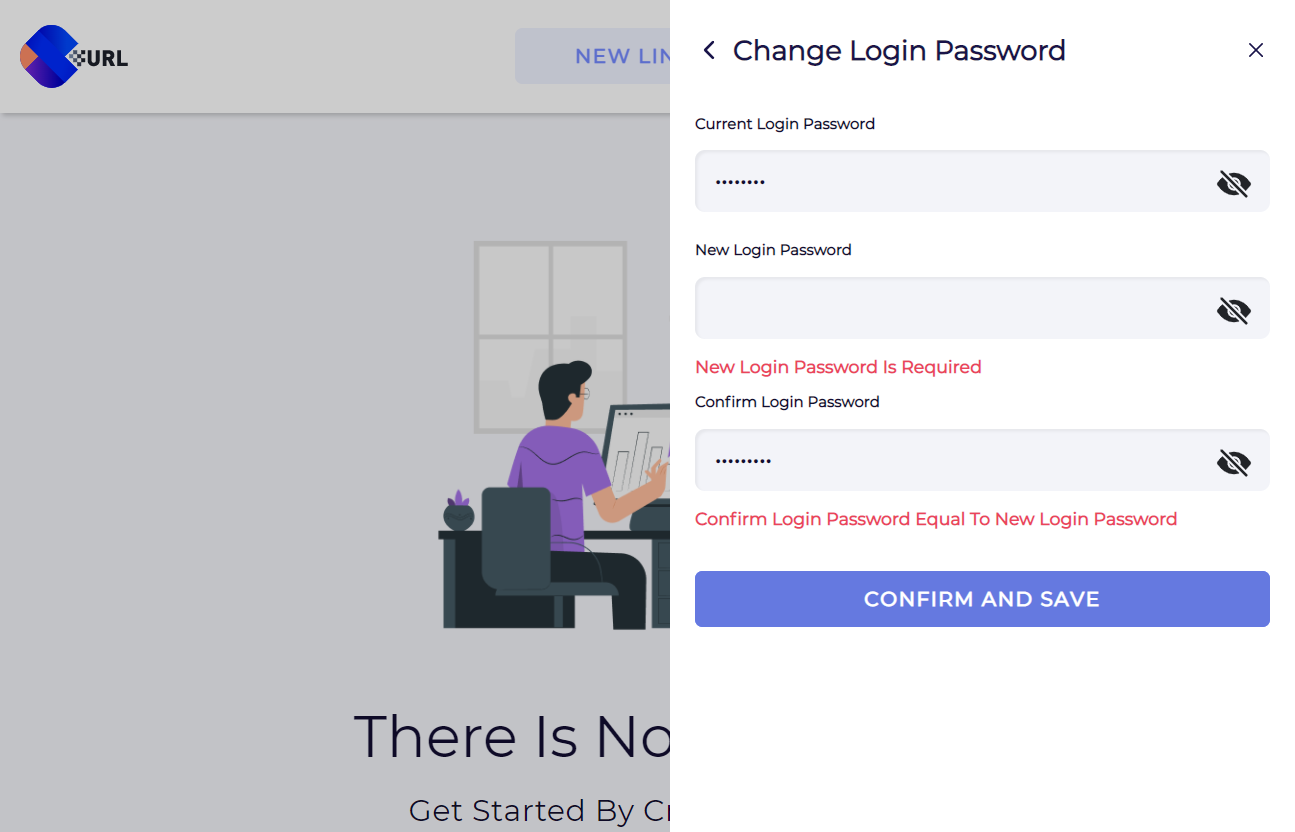 URL
NEW LIN
Change Login Password
Current Login Password
••••••••
New Login Password
New Login Password Is Required
Confirm Login Password
•••••••••
Confirm Login Password Equal To New Login Password
CONFIRM AND SAVE
There Is No
Get Started By Cr